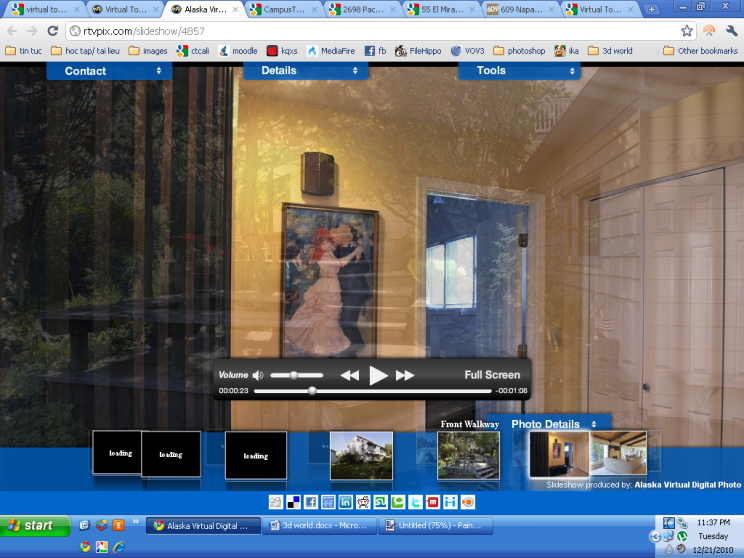 virtual to...
Virtual To...
Alaska Vir...
CampusT...
2698 Pac...
55 El Mira...
609 Napa...
Virtual To...
rtvpix.com/slideshow/4857
tin tuc
hoc tap/ tai lieu
images
ctcali
moodle
kqxs
MediaFire
fb
FileHippo
VOV3
photoshop
ika
3d world
Other bookmarks
Contact
Details
Tools
2120
Volume
Full Screen
00:00:23
-00:01:06
Front Walkway
Photo Details
loading
loading
loading
Slideshow produced by: Alaska Virtual Digital Photo
start
Alaska Virtual Digital ...
3d world.docx - Micro...
Untitled (75%) - Pain...
11:37 PM
Tuesday
12/21/2010